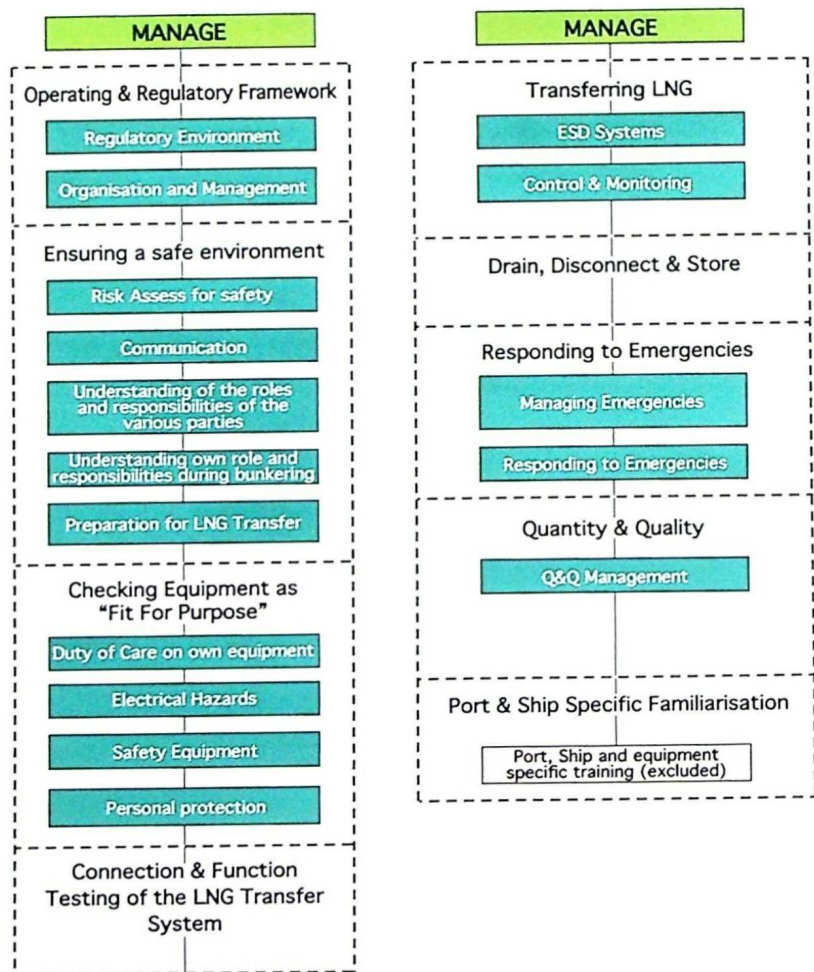 MANAGE
Operating & Regulatory Framework
Regulatory Environment
Organisation and Management
Ensuring a safe environment
Risk Assess for safety
Communication
Understanding of the roles
and responsibilities of the
various parties
Understanding own role and
responsibilities during bunkering
Preparation for LNG Transfer
Checking Equipment as
"Fit For Purpose"
Duty of Care on own equipment
Electrical Hazards
Safety Equipment
Personal protection
Connection & Function
Testing of the LNG Transfer
System
MANAGE
Transferring LNG
ESD Systems
Control & Monitoring
Drain, Disconnect & Store
Responding to Emergencies
Managing Emergencies
Responding to Emergencies
Quantity & Quality
Q&Q Management
Port & Ship Specific Familiarisation
Port, Ship and equipment
specific training (excluded)